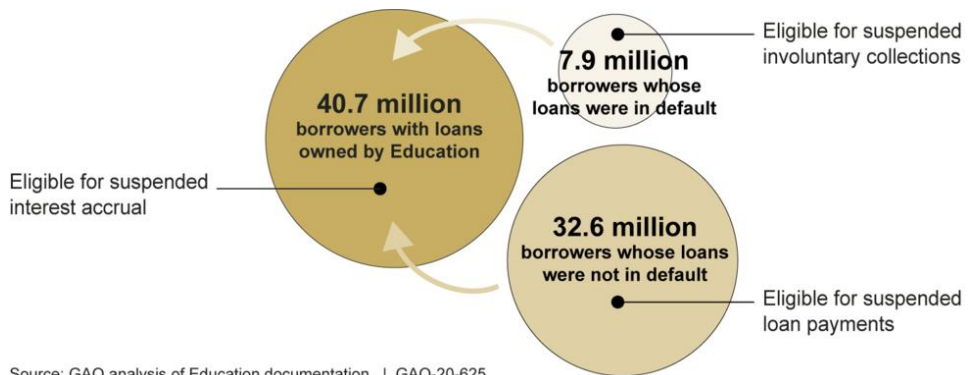 Eligible for suspended
involuntary collections
7.9 million
borrowers whose
loans were in default
40.7 million
borrowers with loans
owned by Education
Eligible for suspended
interest accrual
32.6 million
borrowers whose loans
were not in default
Eligible for suspended
loan payments
Source: GAO analysis of Education documentation. | GAO-20-625